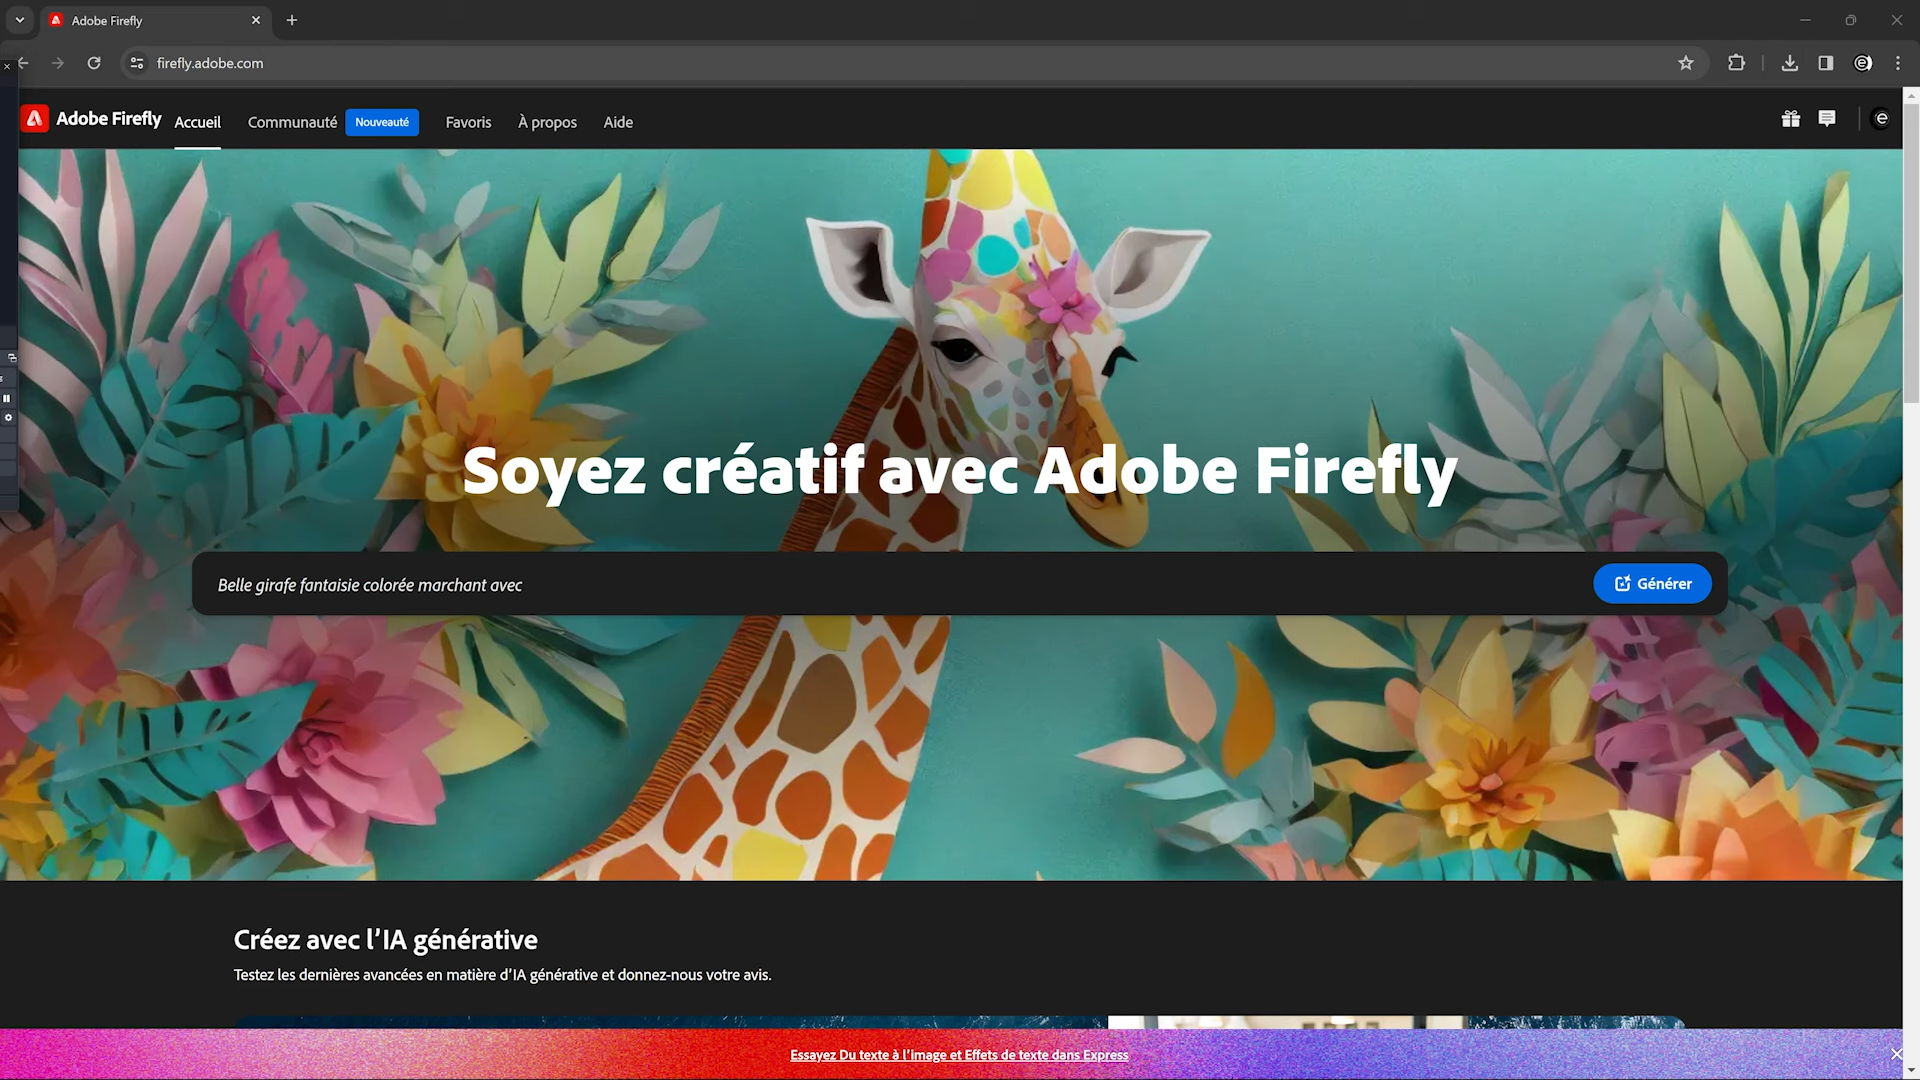 Adobe Firefly
firefly.adobe.com
Adobe Firefly
Accueil
Communauté
Nouveauté
Favoris
À propos
Aide
Soyez créatif avec Adobe Firefly
Belle girafe fantaisie colorée marchant avec
Générer
Créez avec l’IA générative
Testez les dernières avancées en matière d’IA générative et donnez-nous votre avis.
Essayez Du texte à l’image et Effets de texte dans Express